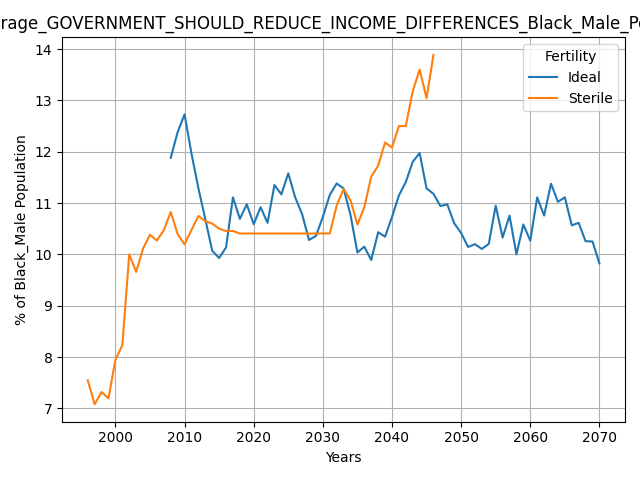 rage_GOVERNMENT_SHOULD_REDUCE_INCOME_DIFFERENCES_Black_Male_P
Fertility
Ideal
Sterile
% of Black_Male Population
14
13
12
11
10
9
8
7
2000 2010 2020 2030 2040 2050 2060 2070
Years